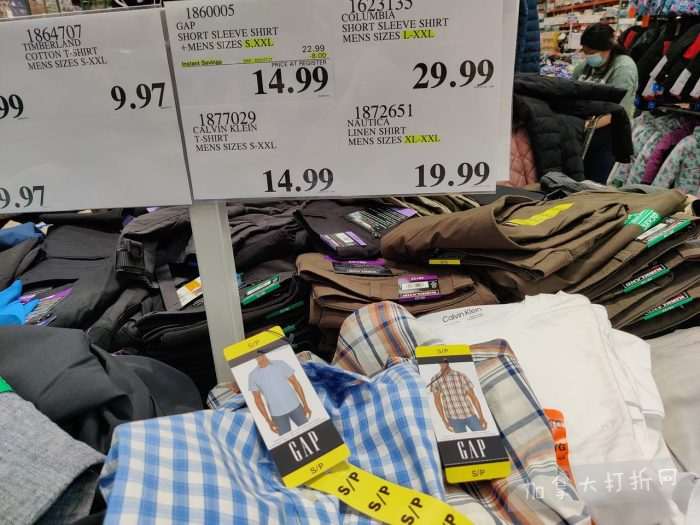 1864707
TIMBERLAND
COTTON T-SHIRT
MENS SIZES S-XXL
99
9.97
9.97
1860005
GAP
SHORT SLEEVE SHIRT
+MENS SIZES S,XXL
22.99
Instant Savings
-8.00
PRICE AT REGISTER
14.99
1623135
COLUMBIA
SHORT SLEEVE SHIRT
MENS SIZES L-XXL
29.99
1877029
CALVIN KLEIN
T-SHIRT
MENS SIZES S-XXL
14.99
1872651
NAUTICA
LINEN SHIRT
MENS SIZES XL-XXL
19.99
Calvin Klein
S/P
GAP
S/P
S/P
GAP
S/P
S/P S/P S/P
加拿大打折网